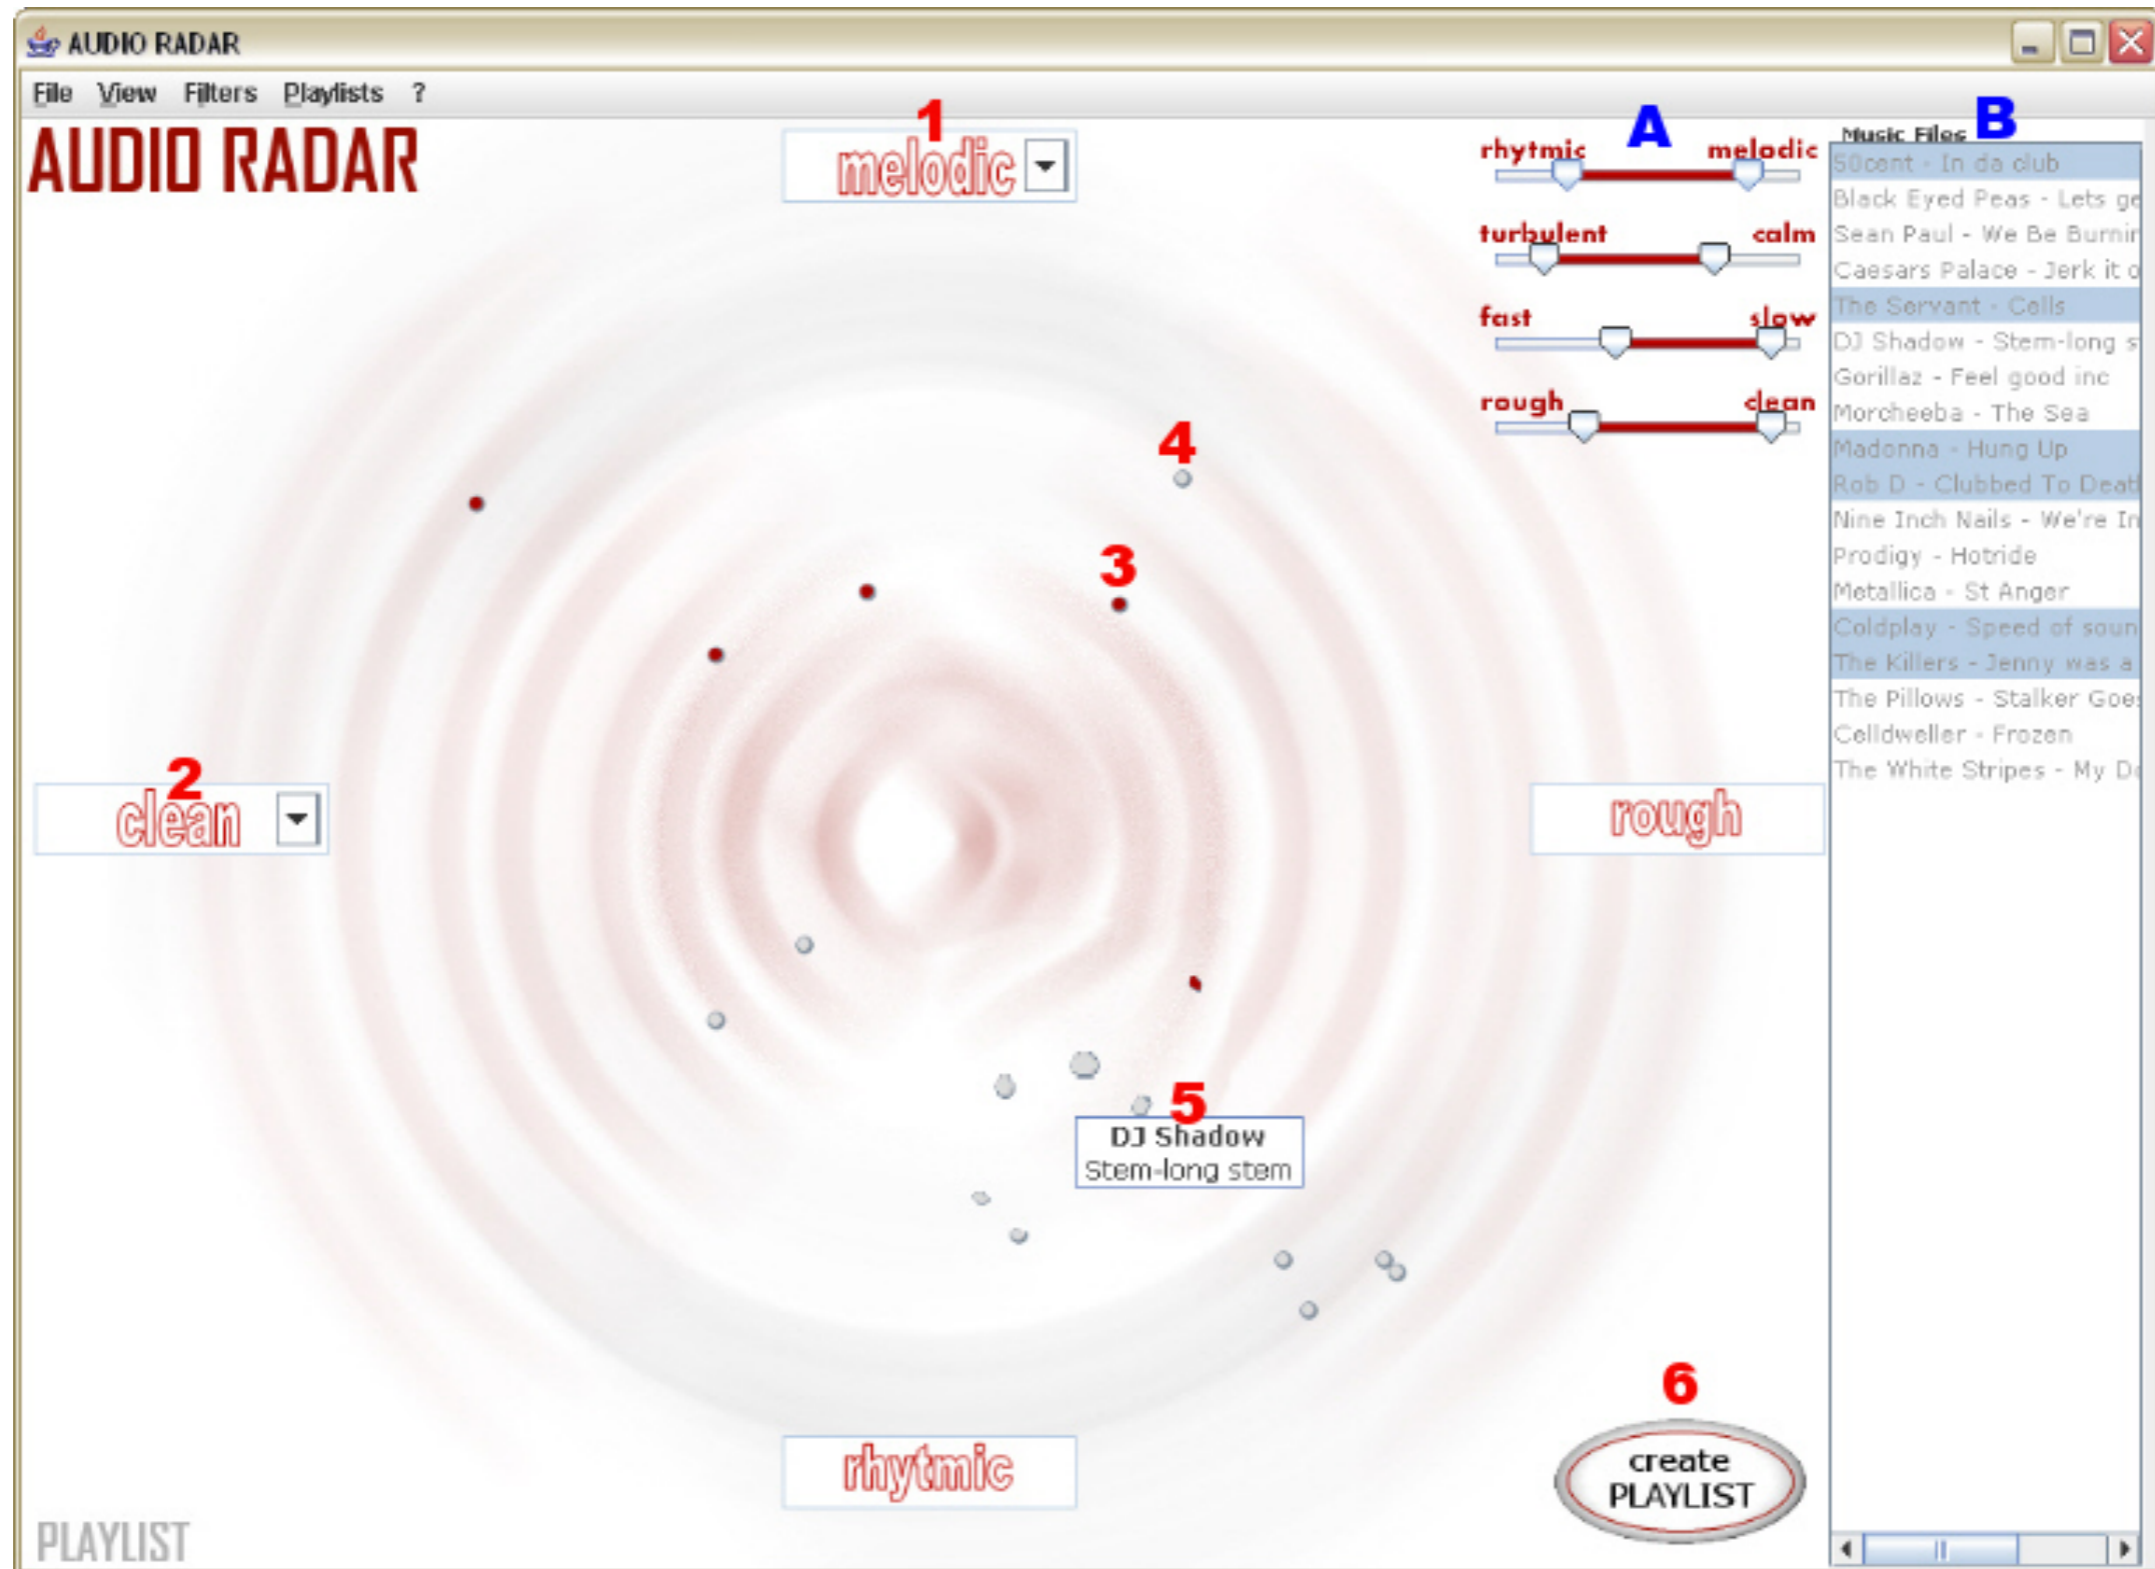 AUDIO RADAR
File View Filters Playlists ?
AUDIO RADAR
1
melodic
A
rhytmic melodic
turbulent calm
fast slow
rough clean
B
Music Files
50cent - In da club
Black Eyed Peas - Lets ge
Sean Paul - We Be Burnin
Caesars Palace - Jerk it o
The Servant - Cells
DJ Shadow - Stem-long s
Gorillaz - Feel good inc
Morcheeba - The Sea
Madonna - Hung Up
Rob D - Clubbed To Deat
Nine Inch Nails - We're In
Prodigy - Hotride
Metallica - St Anger
Coldplay - Speed of soun
The Killers - Jenny was a
The Pillows - Stalker Goe
Celldweller - Frozen
The White Stripes - My D
4
3
2
clean
rough
5
DJ Shadow
Stem-long stem
6
create
PLAYLIST
rhytmic
PLAYLIST